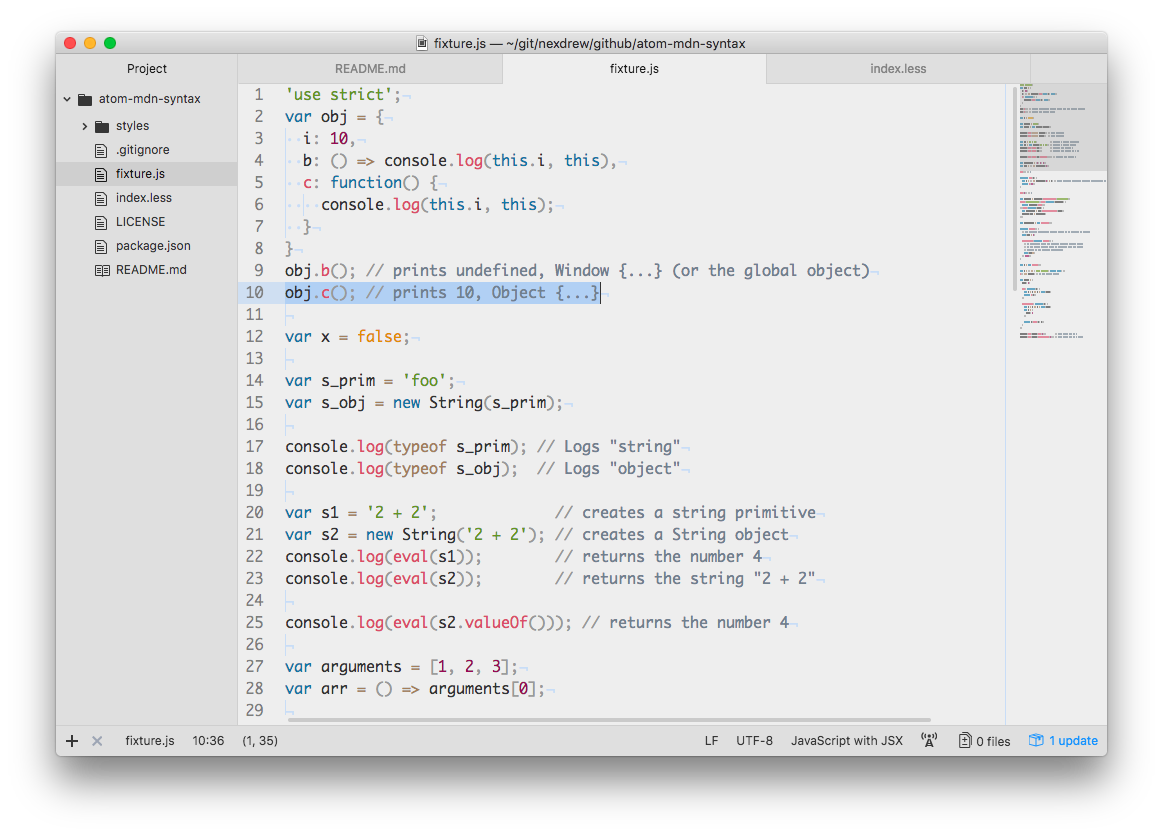 fixture.js — ~/git/nexdrew/github/atom-mdn-syntax
Project
README.md
fixture.js
index.less
atom-mdn-syntax
styles
.gitignore
fixture.js
index.less
LICENSE
package.json
README.md
1 'use strict';
2 var obj = {
3   i: 10,
4   b: () => console.log(this.i, this),
5   c: function() {
6     console.log(this.i, this);
7   }
8 }
9 obj.b(); // prints undefined, Window {...} (or the global object)
10 obj.c(); // prints 10, Object {...}
11
12 var x = false;
13
14 var s_prim = 'foo';
15 var s_obj = new String(s_prim);
16
17 console.log(typeof s_prim); // Logs "string"
18 console.log(typeof s_obj);  // Logs "object"
19
20 var s1 = '2 + 2';             // creates a string primitive
21 var s2 = new String('2 + 2'); // creates a String object
22 console.log(eval(s1));        // returns the number 4
23 console.log(eval(s2));        // returns the string "2 + 2"
24
25 console.log(eval(s2.valueOf())); // returns the number 4
26
27 var arguments = [1, 2, 3];
28 var arr = () => arguments[0];
29
fixture.js 10:36 (1, 35) LF UTF-8 JavaScript with JSX 0 files 1 update